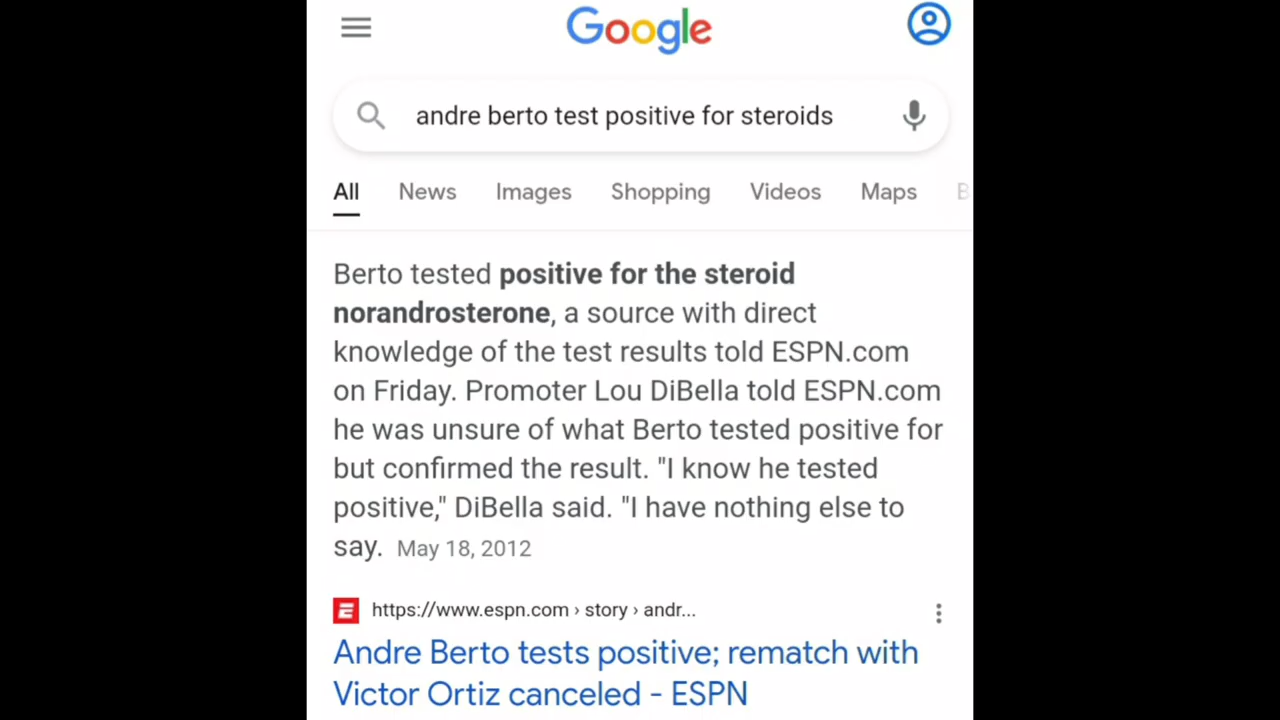 Google
andre berto test positive for steroids
All News Images Shopping Videos Maps B
Berto tested positive for the steroid
norandrosterone, a source with direct
knowledge of the test results told ESPN.com
on Friday. Promoter Lou DiBella told ESPN.com
he was unsure of what Berto tested positive for
but confirmed the result. "I know he tested
positive," DiBella said. "I have nothing else to
say. May 18, 2012
https://www.espn.com › story › andr...
Andre Berto tests positive; rematch with
Victor Ortiz canceled - ESPN